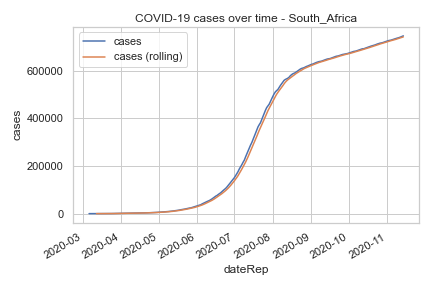 COVID-19 cases over time - South_Africa
cases
cases (rolling)
cases
600000
400000
200000
0
2020-03
2020-04
2020-05
2020-06
2020-07
2020-08
2020-09
2020-10
2020-11
dateRep